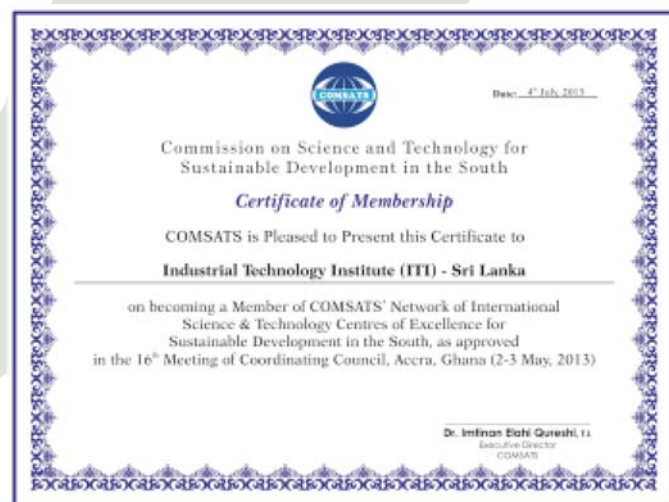 COMSATS
Date: 4th July, 2013
Commission on Science and Technology for
Sustainable Development in the South
Certificate of Membership
COMSATS is Pleased to Present this Certificate to
Industrial Technology Institute (ITI) - Sri Lanka
on becoming a Member of COMSATS' Network of International
Science & Technology Centres of Excellence for
Sustainable Development in the South, as approved
in the 16th Meeting of Coordinating Council, Accra, Ghana (2-3 May, 2013)
Dr. Imtinan Elahi Qureshi, T.I.
Executive Director
COMSATS